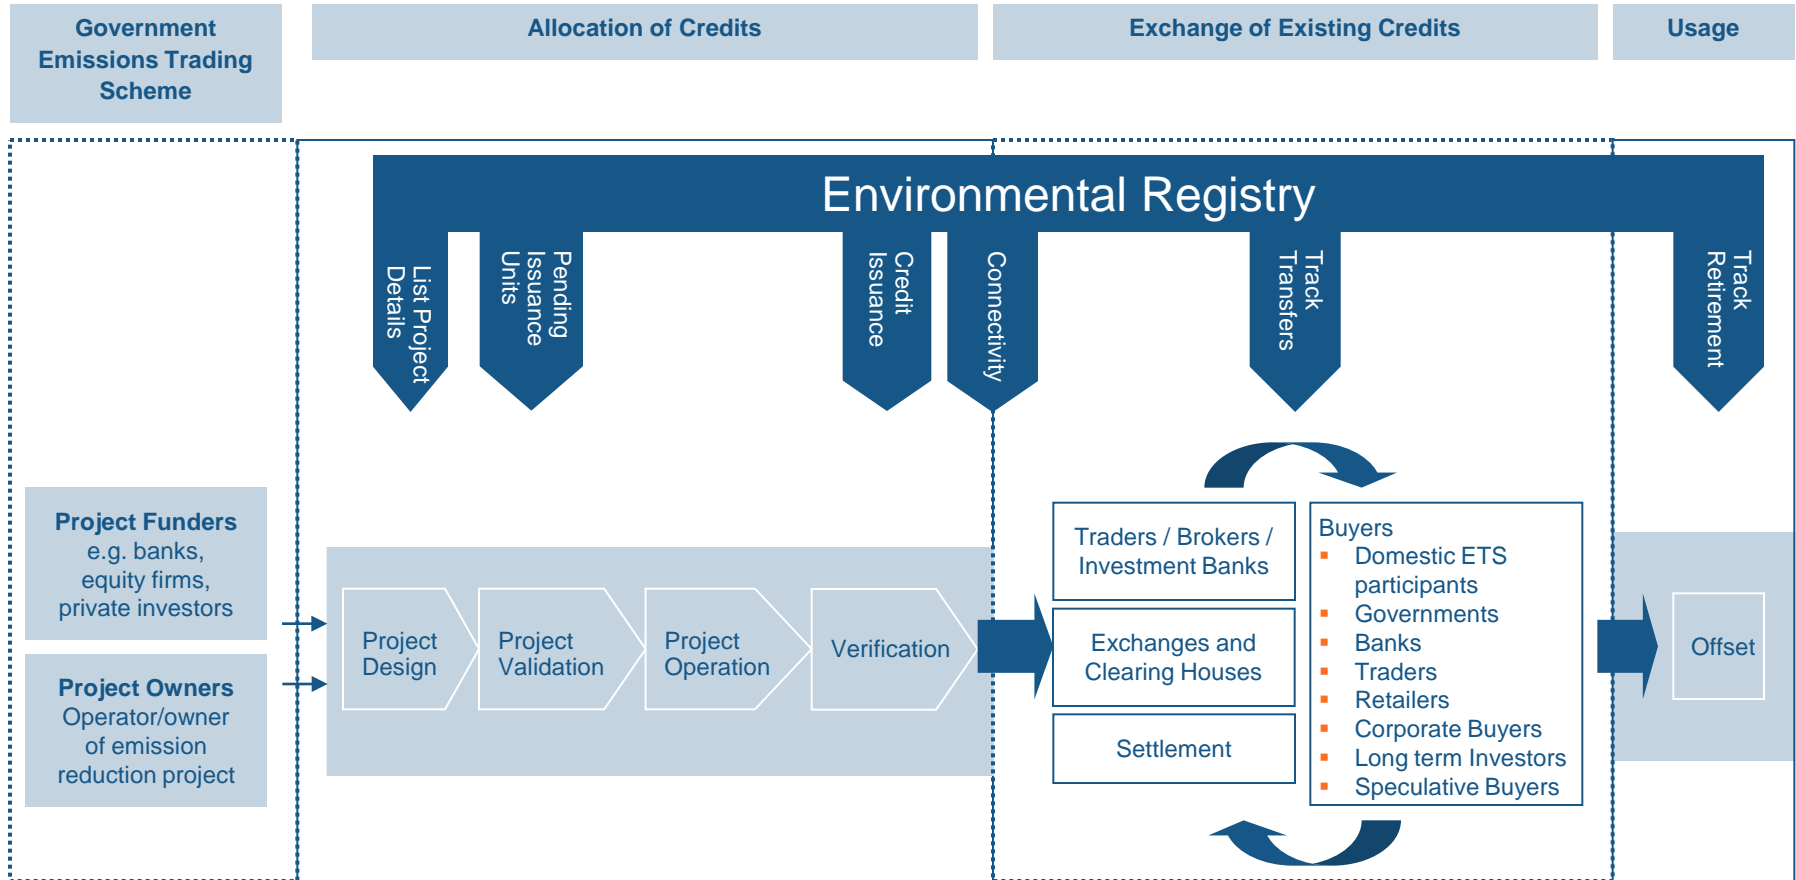 Government
Emissions Trading
Scheme
Allocation of Credits
Exchange of Existing Credits
Usage
Environmental Registry
List Project
Details
Pending
Issuance
Units
Credit
Issuance
Connectivity
Track
Transfers
Track
Retirement
Project Funders
e.g. banks,
equity firms,
private investors
Project Owners
Operator/owner
of emission
reduction project
Project
Design
Project
Validation
Project
Operation
Verification
Traders / Brokers /
Investment Banks
Exchanges and
Clearing Houses
Settlement
Buyers
Domestic ETS
participants
Governments
Banks
Traders
Retailers
Corporate Buyers
Long term Investors
Speculative Buyers
Offset